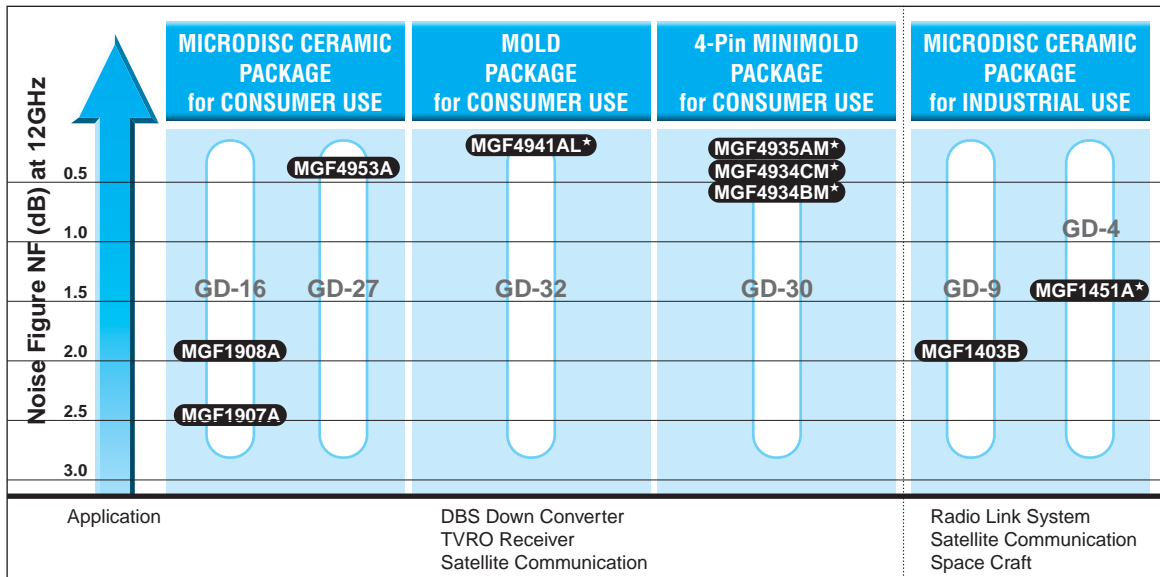 Noise Figure NF (dB) at 12GHz
MICRODISC CERAMIC
PACKAGE
for CONSUMER USE
MOLD
PACKAGE
for CONSUMER USE
4-Pin MINIMOLD
PACKAGE
for CONSUMER USE
MICRODISC CERAMIC
PACKAGE
for INDUSTRIAL USE
0.5
1.0
1.5
2.0
2.5
3.0
MGF4953A
MGF4941AL★
MGF4935AM★
MGF4934CM★
MGF4934BM★
GD-4
GD-16
GD-27
GD-32
GD-30
GD-9
MGF1451A★
MGF1908A
MGF1403B
MGF1907A
Application
DBS Down Converter
TVRO Receiver
Satellite Communication
Radio Link System
Satellite Communication
Space Craft